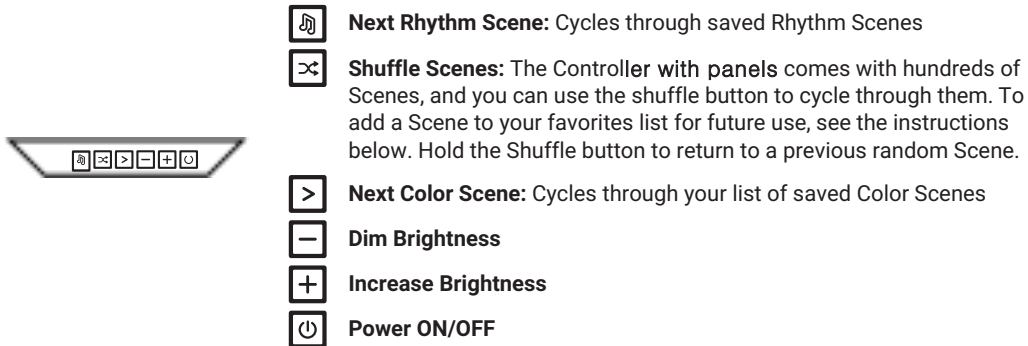 Next Rhythm Scene: Cycles through saved Rhythm Scenes
Shuffle Scenes: The Controller with panels comes with hundreds of
Scenes, and you can use the shuffle button to cycle through them. To
add a Scene to your favorites list for future use, see the instructions
below. Hold the Shuffle button to return to a previous random Scene.
Next Color Scene: Cycles through your list of saved Color Scenes
Dim Brightness
Increase Brightness
Power ON/OFF